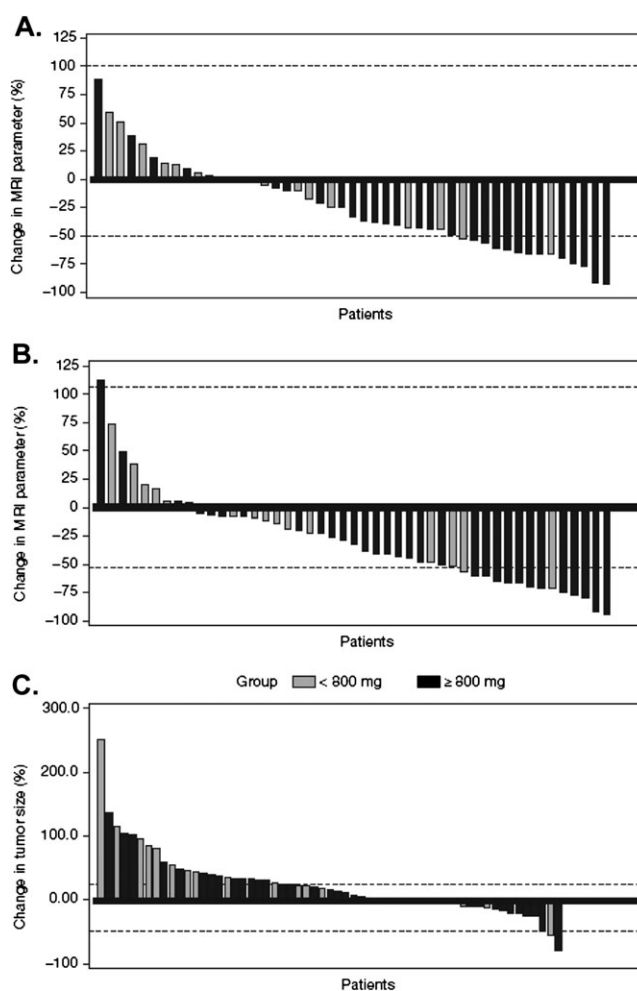 A.
Change in MRI parameter (%)
125
100
75
50
25
0
−25
−50
−75
−100
Patients
B.
Change in MRI parameter (%)
125
100
75
50
25
0
−25
−50
−75
−100
Patients
C.
Group < 800 mg ≥ 800 mg
Change in tumor size (%)
300.0
200.0
100.0
0.00
−100
Patients